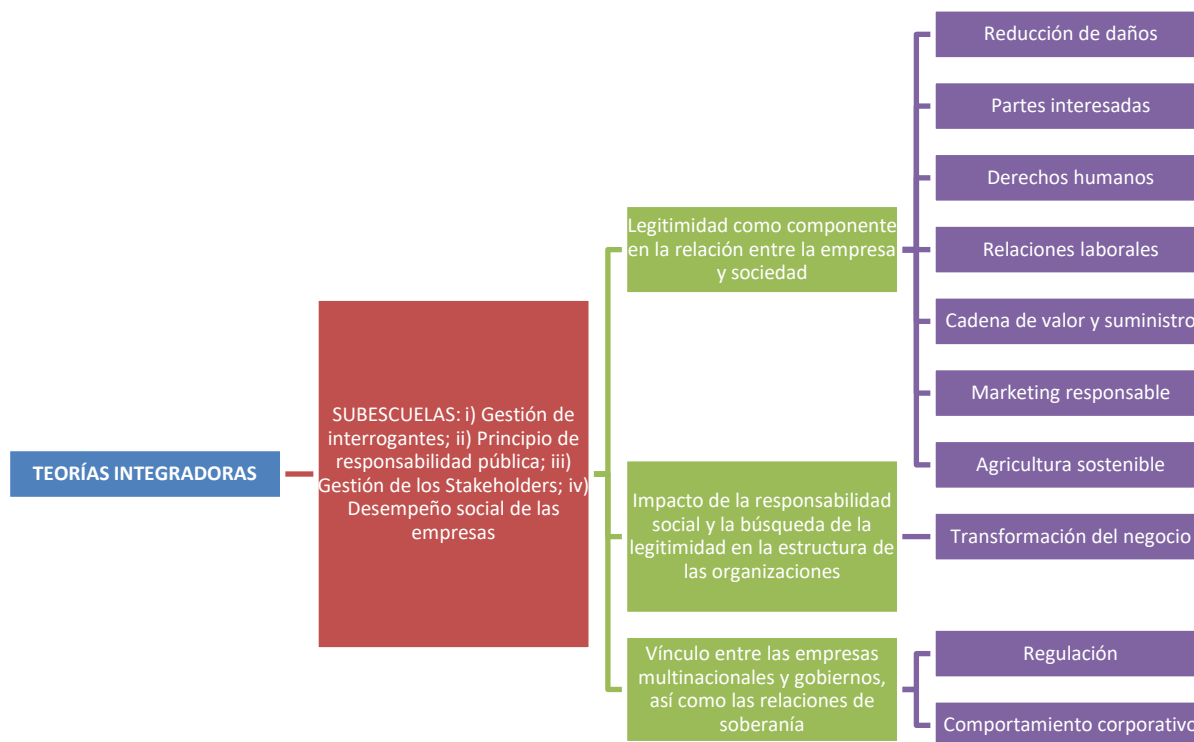 TEORÍAS INTEGRADORAS
SUBESCUELAS: i) Gestión de
interrogantes; ii) Principio de
responsabilidad pública; iii)
Gestión de los Stakeholders; iv)
Desempeño social de las
empresas
Legitimidad como componente
en la relación entre la empresa
y sociedad
Reducción de daños
Partes interesadas
Derechos humanos
Relaciones laborales
Cadena de valor y suministro
Marketing responsable
Agricultura sostenible
Impacto de la responsabilidad
social y la búsqueda de la
legitimidad en la estructura de
las organizaciones
Transformación del negocio
Vínculo entre las empresas
multinacionales y gobiernos,
así como las relaciones de
soberanía
Regulación
Comportamiento corporativo